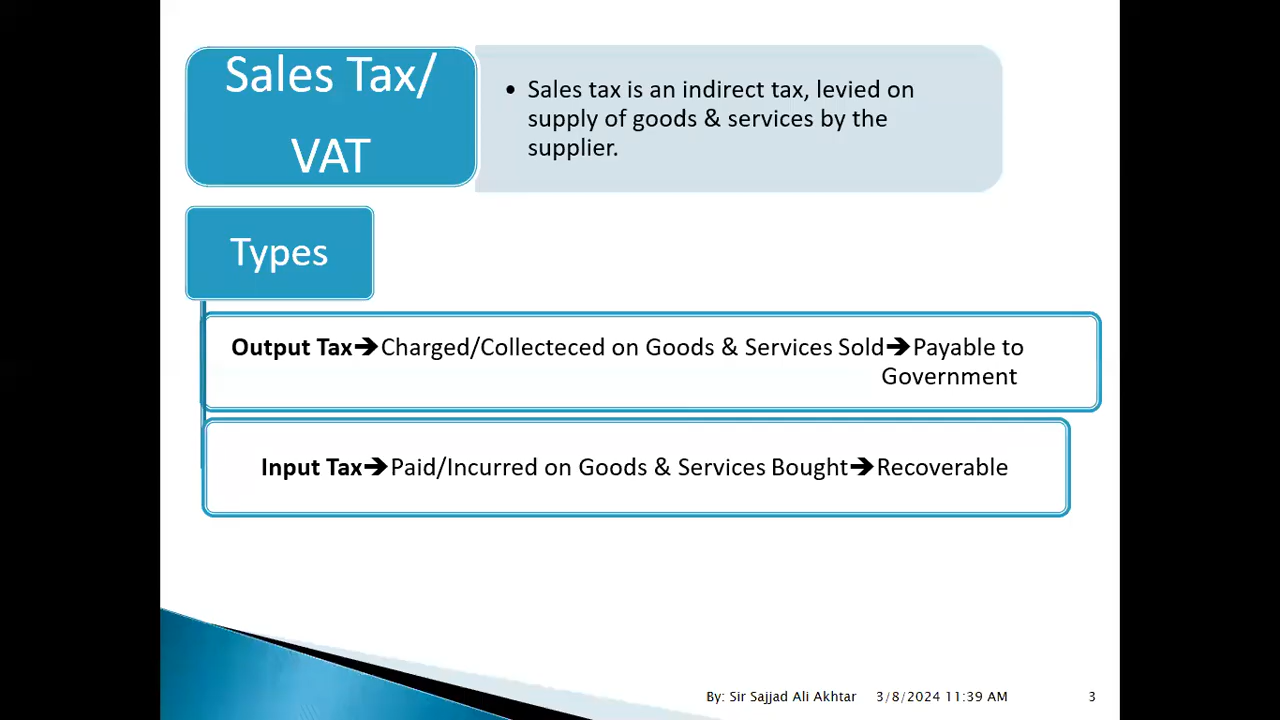 Sales Tax/
VAT
• Sales tax is an indirect tax, levied on
supply of goods & services by the
supplier.
Types
Output Tax➔Charged/Collecteced on Goods & Services Sold➔Payable to
Government
Input Tax➔Paid/Incurred on Goods & Services Bought➔Recoverable
By: Sir Sajjad Ali Akhtar 3/8/2024 11:39 AM 3